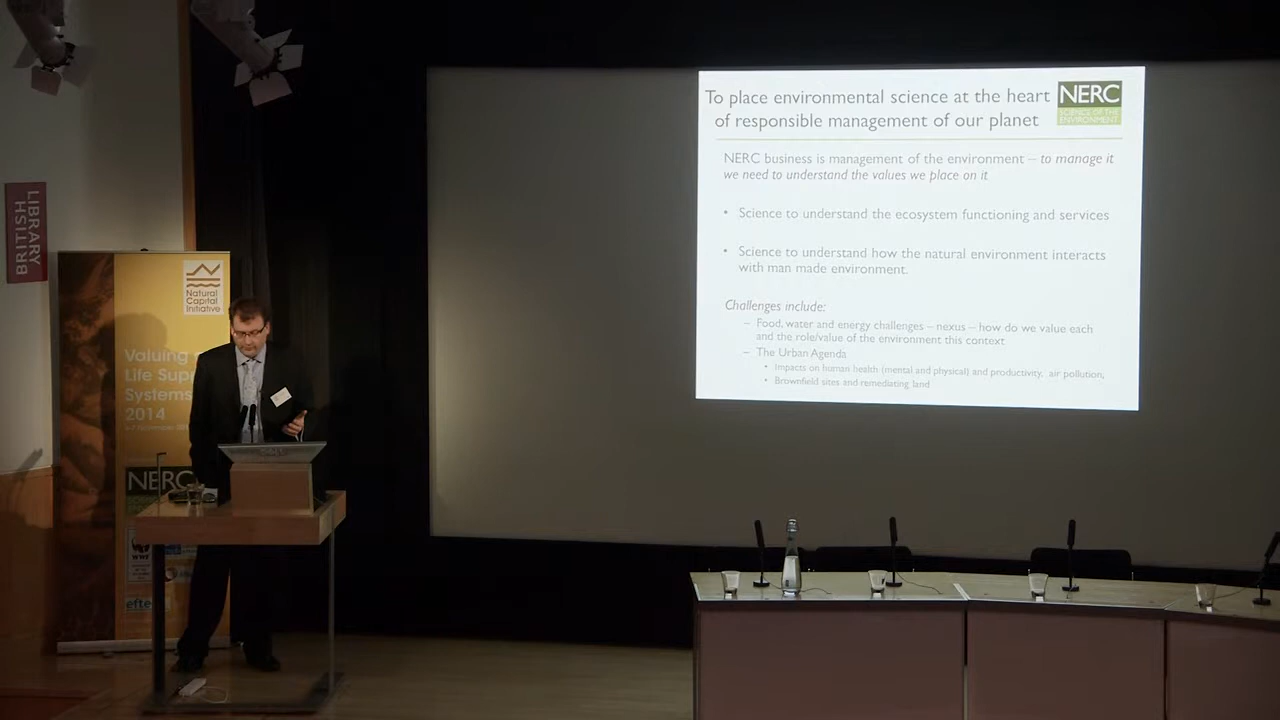 LIBRARY
BRITISH
Natural
Capital
Initiative
Valuing
Life Supp
Systems
2014
NERC
WWF
efte
To place environmental science at the heart
of responsible management of our planet
NERC
SCIENCE OF THE
ENVIRONMENT
NERC business is management of the environment – to manage it
we need to understand the values we place on it
• Science to understand the ecosystem functioning and services
• Science to understand how the natural environment interacts
with man made environment.
Challenges include:
– Food, water and energy challenges – nexus – how do we value each
and the role/value of the environment this context
– The Urban Agenda
• Impacts on human health (mental and physical) and productivity, air pollution,
• Brownfield sites and remediating land